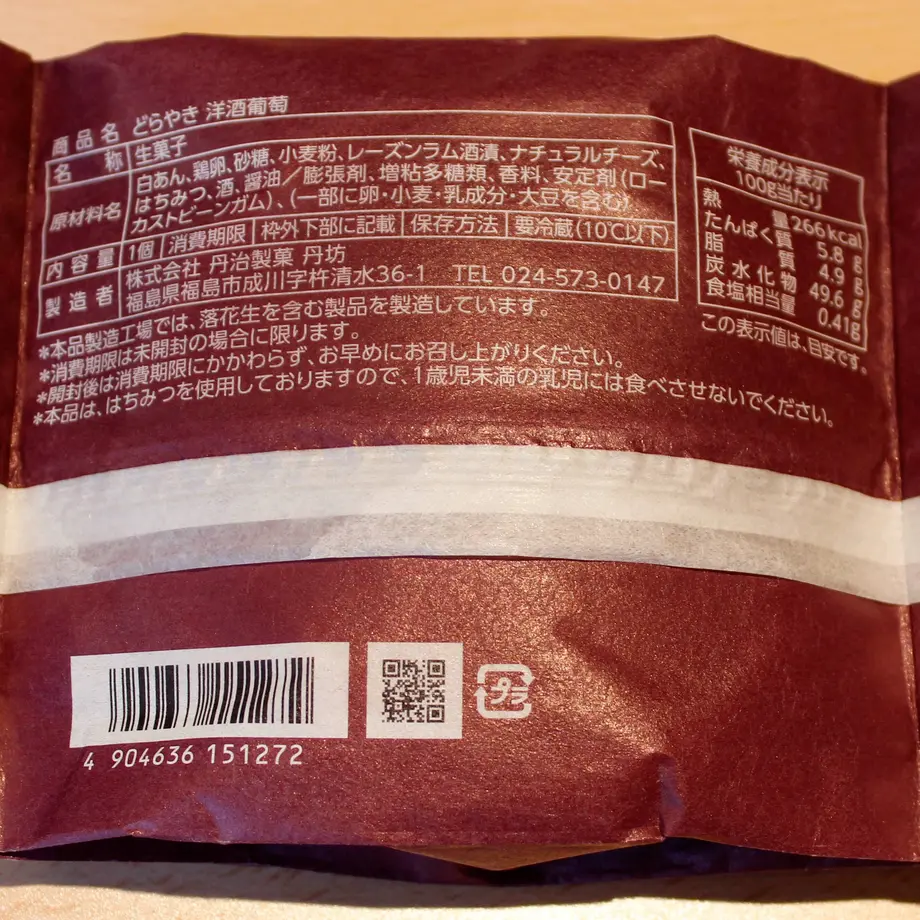 商品名 どらやき 洋酒葡萄
名称 生菓子
原材料名 白あん、鶏卵、砂糖、小麦粉、レーズンラム酒漬、ナチュラルチーズ、
はちみつ、酒、醤油／膨張剤、増粘多糖類、香料、安定剤（ロー
カストビーンガム）、（一部に卵・小麦・乳成分・大豆を含む）
内容量 1個 消費期限 枠外下部に記載 保存方法 要冷蔵（10℃以下）
製造者 株式会社 丹治製菓 丹坊
福島県福島市成川字杵清水36-1 TEL 024-573-0147
*本品製造工場では、落花生を含む製品を製造しています。
*消費期限は未開封の場合に限ります。
*開封後は消費期限にかかわらず、お早めにお召し上がりください。
*本品は、はちみつを使用しておりますので、1歳児未満の乳児には食べさせないでください。
栄養成分表示
100g当たり
熱量 266kcal
たんぱく質 5.8g
脂質 4.9g
炭水化物 49.6g
食塩相当量 0.41g
この表示値は、目安です。
プラ
4 904636 151272